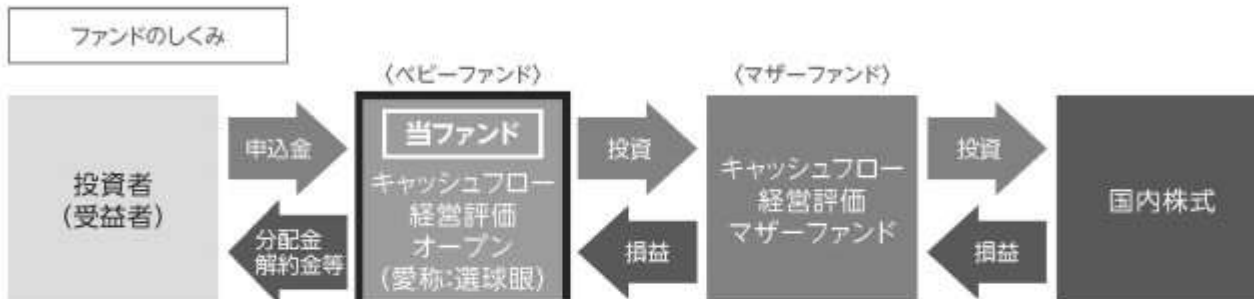 ファンドのしくみ
〈ベビーファンド〉
〈マザーファンド〉
投資者
(受益者)
申込金
分配金
解約金等
当ファンド
キャッシュフロー
経営評価
オープン
(愛称:選球眼)
投資
損益
キャッシュフロー
経営評価
マザーファンド
投資
損益
国内株式